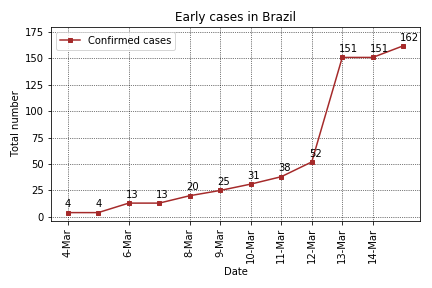 Early cases in Brazil
Confirmed cases
Total number
175
150
125
100
75
50
25
0
4
4
13
13
20
25
31
38
52
151
151
162
4-Mar
6-Mar
8-Mar
9-Mar
10-Mar
11-Mar
12-Mar
13-Mar
14-Mar
Date